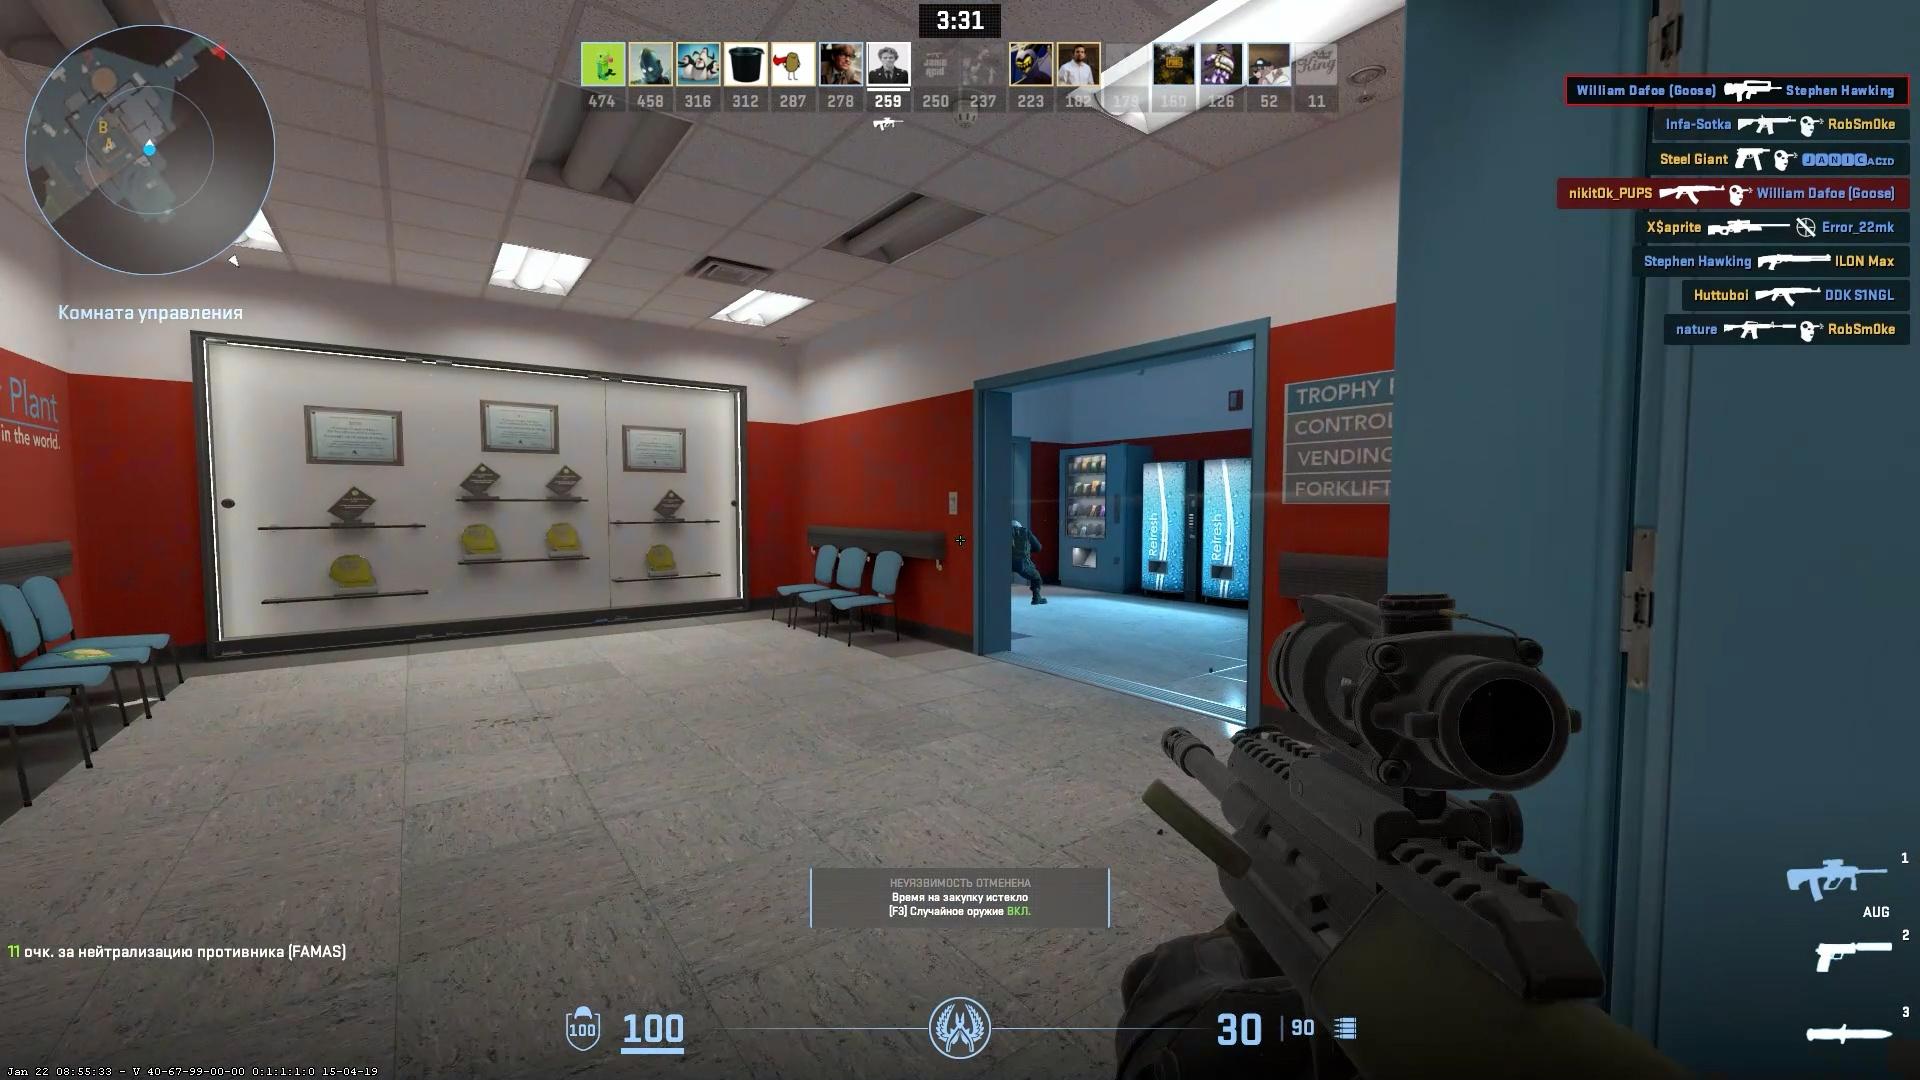 3:31
474 458 316 312 287 278 259 250 237 223 182 179 160 126 52 11
William Dafoe (Goose) Stephen Hawking
Infa-Sotka RobSm0ke
Steel Giant JANIC ACID
nikit0k_PUPS William Dafoe (Goose)
X$aprite Error_22mk
Stephen Hawking ILON Max
Huttuboi DDK S1NGL
nature RobSm0ke
B
A
Комната управления
Plant
in the world.
TROPHY
CONTROL
VENDING
FORKLIFT
Refresh
Refresh
НЕУЯЗВИМОСТЬ ОТМЕНЕНА
Время на закупку истекло
[F3] Случайное оружие ВКЛ.
11 очк. за нейтрализацию противника (FAMAS)
1
AUG
2
3
100 100
30 | 90
Jan 22 08:55:33 - V 40-67-99-00-00 0:1:1:1:0 15-04-19